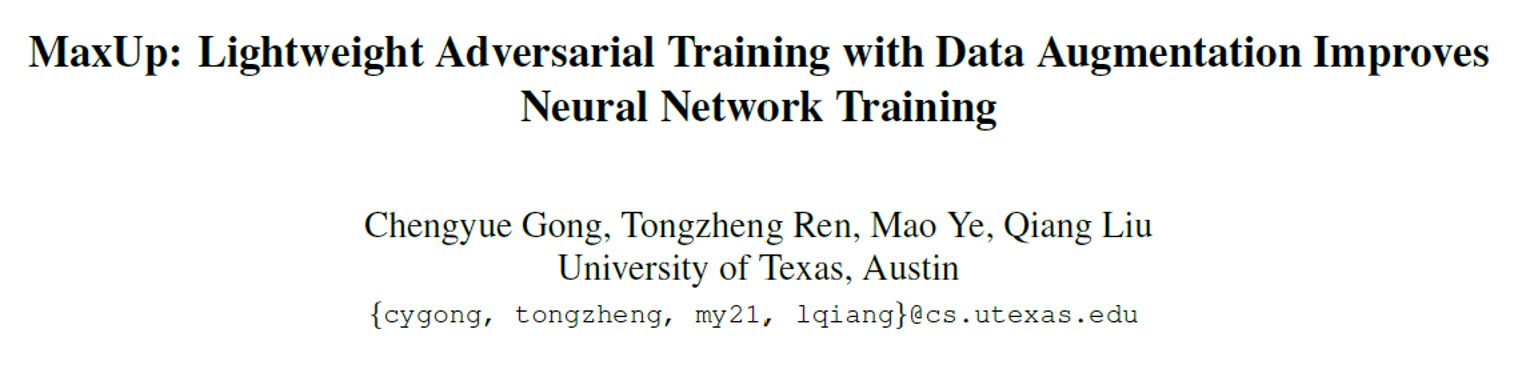 MaxUp: Lightweight Adversarial Training with Data Augmentation Improves
Neural Network Training
Chengyue Gong, Tongzheng Ren, Mao Ye, Qiang Liu
University of Texas, Austin
{cygong, tongzheng, my21, lqiang}@cs.utexas.edu